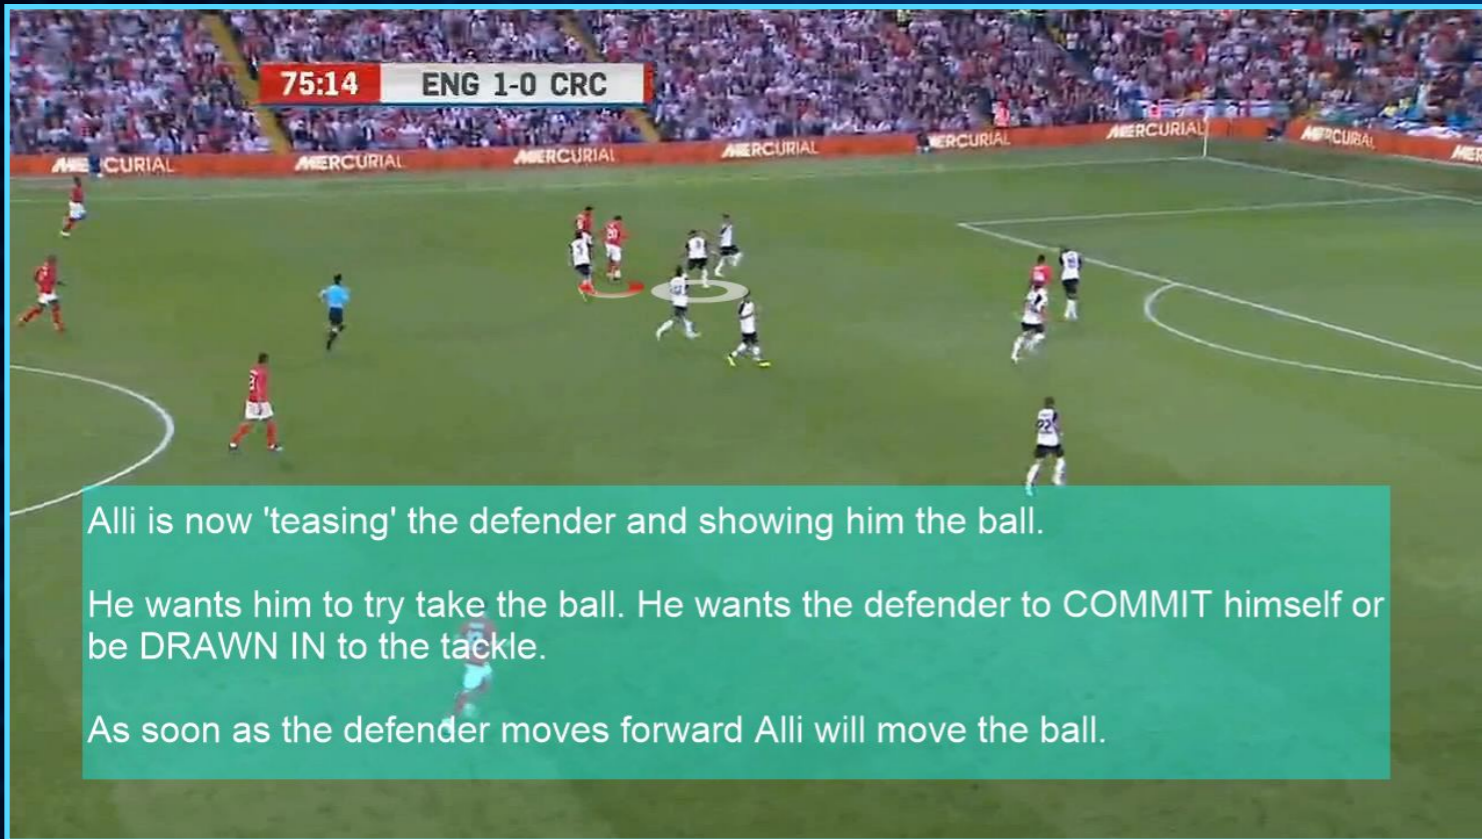 75:14 ENG 1-0 CRC
MERCURIAL MERCURIAL MERCURIAL MERCURIAL MERCURIAL MERCURIAL MERCURIAL MER
Alli is now 'teasing' the defender and showing him the ball.
He wants him to try take the ball. He wants the defender to COMMIT himself or
be DRAWN IN to the tackle.
As soon as the defender moves forward Alli will move the ball.